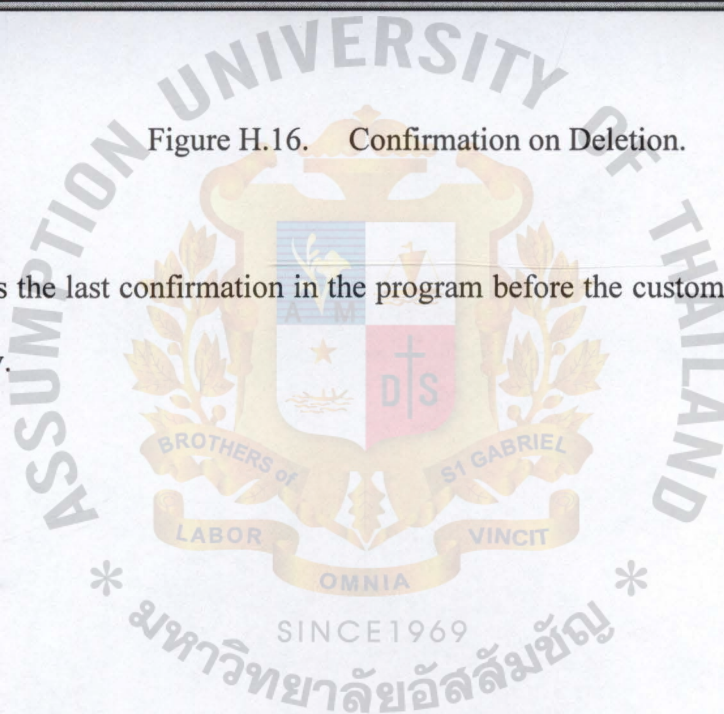 UNIVERSITY OF
Figure H.16. Confirmation on Deletion.
ASSUMPTION
THAILAND
s the last confirmation in the program before the custom
A M
D S
BROTHERS of
S1 GABRIEL
LABOR
VINCIT
OMNIA
* SINCE1969 *
มหาวิทยาลัยอัสสัมชัญ